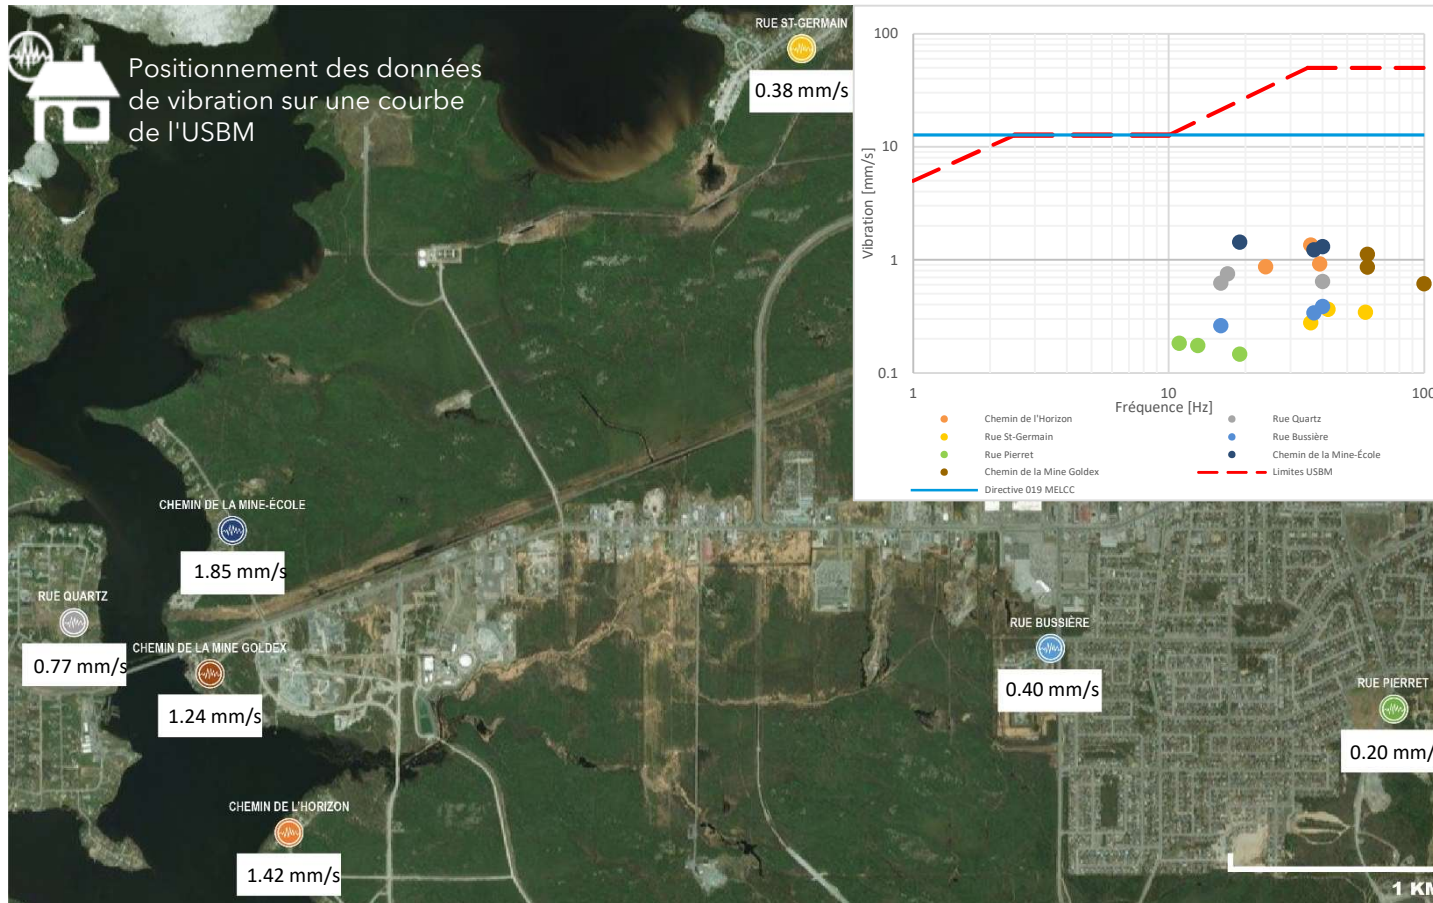 Positionnement des données
de vibration sur une courbe
de l'USBM
RUE ST-GERMAIN
0.38 mm/s
100
10
1
0.1
Vibration [mm/s]
1
10
100
Fréquence [Hz]
Chemin de l'Horizon
Rue Quartz
Rue St-Germain
Rue Bussière
Rue Pierret
Chemin de la Mine-École
Chemin de la Mine Goldex
Limites USBM
Directive 019 MELCC
CHEMIN DE LA MINE-ÉCOLE
1.85 mm/s
RUE QUARTZ
0.77 mm/s
CHEMIN DE LA MINE GOLDEX
1.24 mm/s
RUE BUSSIÈRE
0.40 mm/s
RUE PIERRET
0.20 mm/
CHEMIN DE L'HORIZON
1.42 mm/s
1 KM